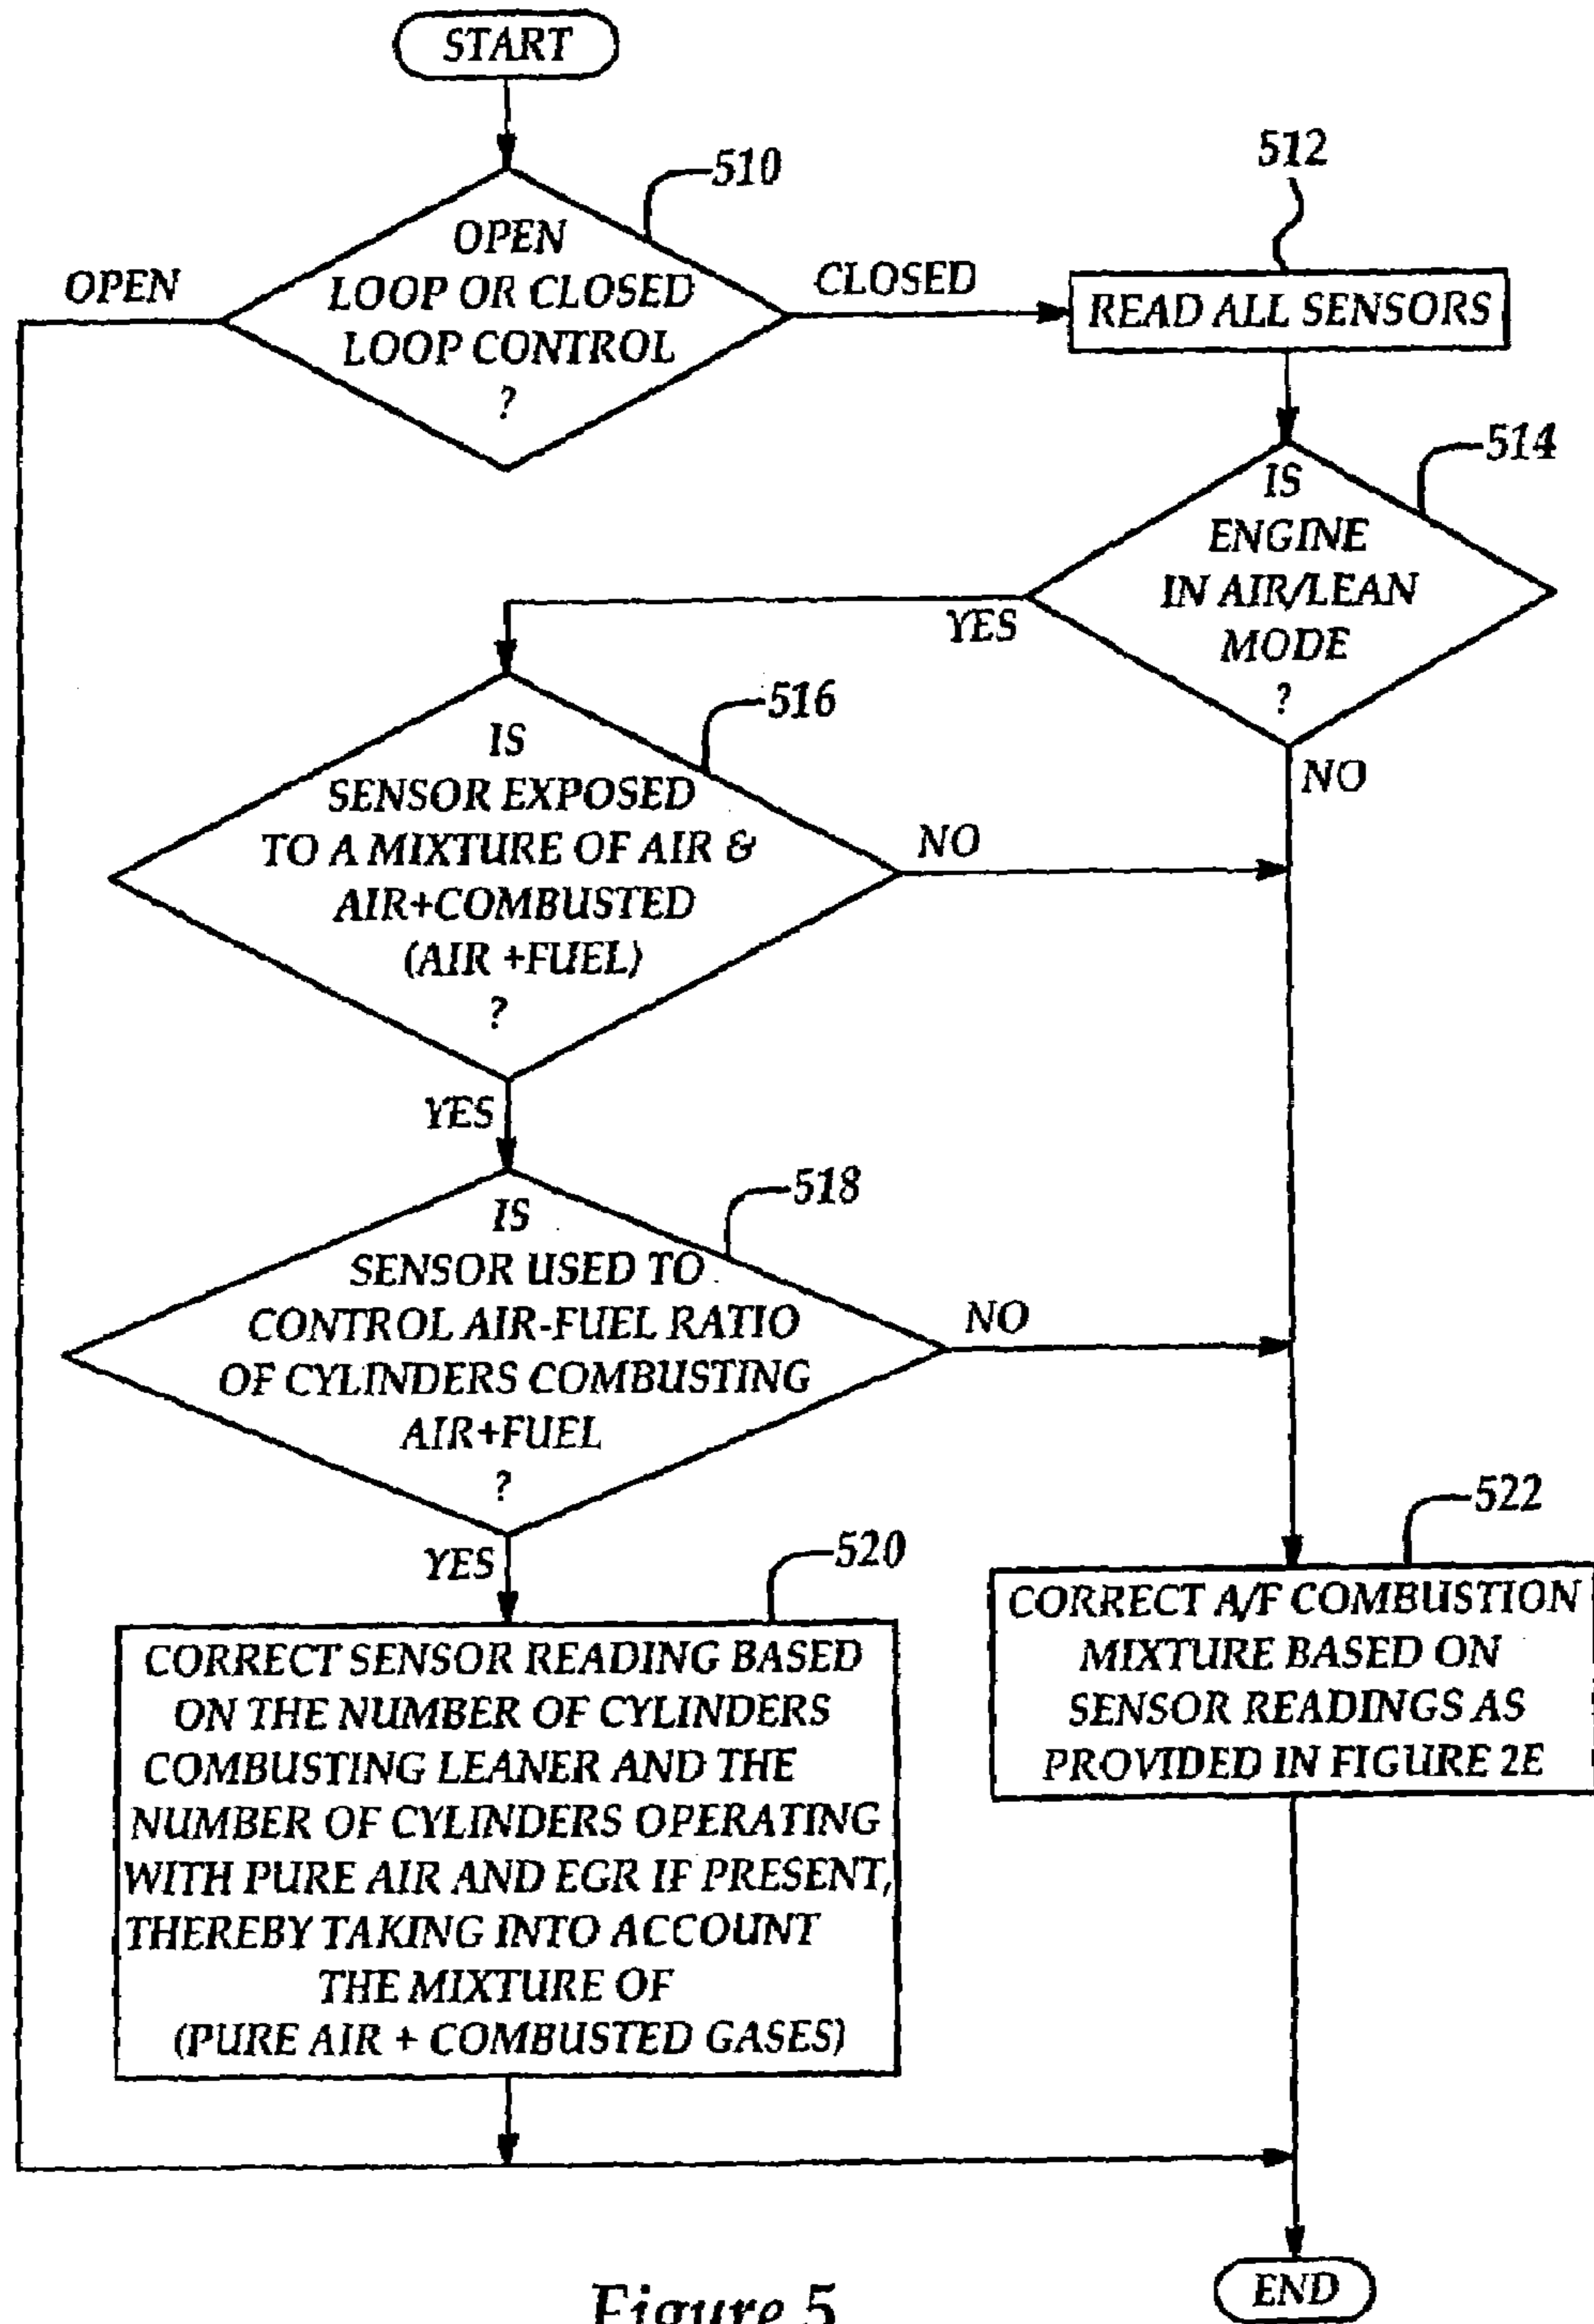 START
510
OPEN
LOOP OR CLOSED
LOOP CONTROL
?
OPEN
CLOSED
512
READ ALL SENSORS
514
IS
ENGINE
IN AIR/LEAN
MODE
?
YES
NO
516
IS
SENSOR EXPOSED
TO A MIXTURE OF AIR &
AIR+COMBUSTED
(AIR +FUEL)
?
NO
YES
518
IS
SENSOR USED TO
CONTROL AIR-FUEL RATIO
OF CYLINDERS COMBUSTING
AIR+FUEL
?
NO
YES
520
CORRECT SENSOR READING BASED
ON THE NUMBER OF CYLINDERS
COMBUSTING LEANER AND THE
NUMBER OF CYLINDERS OPERATING
WITH PURE AIR AND EGR IF PRESENT,
THEREBY TAKING INTO ACCOUNT
THE MIXTURE OF
(PURE AIR + COMBUSTED GASES)
522
CORRECT A/F COMBUSTION
MIXTURE BASED ON
SENSOR READINGS AS
PROVIDED IN FIGURE 2E
END
Figure 5